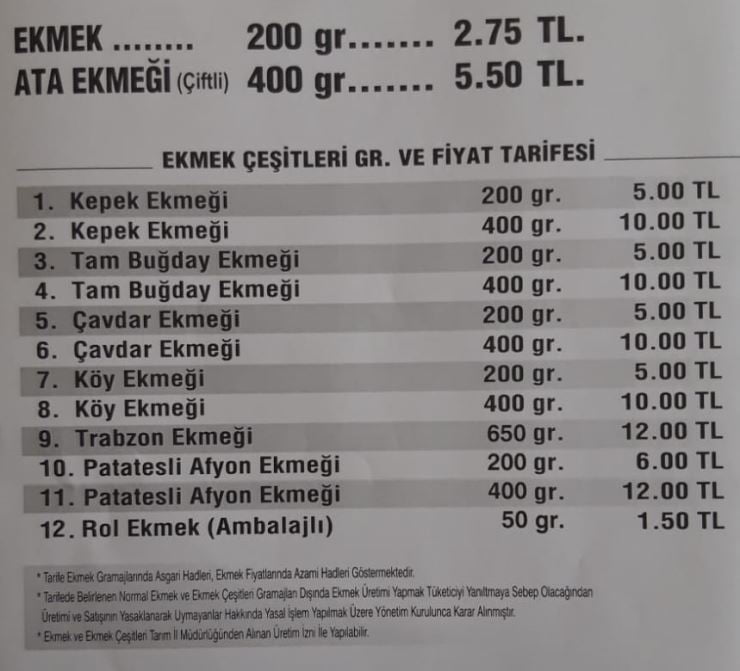 EKMEK ........ 200 gr....... 2.75 TL.
ATA EKMEĞİ (Çiftli) 400 gr....... 5.50 TL.
EKMEK ÇEŞİTLERİ GR. VE FİYAT TARİFESİ
1. Kepek Ekmeği 200 gr. 5.00 TL
2. Kepek Ekmeği 400 gr. 10.00 TL
3. Tam Buğday Ekmeği 200 gr. 5.00 TL
4. Tam Buğday Ekmeği 400 gr. 10.00 TL
5. Çavdar Ekmeği 200 gr. 5.00 TL
6. Çavdar Ekmeği 400 gr. 10.00 TL
7. Köy Ekmeği 200 gr. 5.00 TL
8. Köy Ekmeği 400 gr. 10.00 TL
9. Trabzon Ekmeği 650 gr. 12.00 TL
10. Patatesli Afyon Ekmeği 200 gr. 6.00 TL
11. Patatesli Afyon Ekmeği 400 gr. 12.00 TL
12. Rol Ekmek (Ambalajlı) 50 gr. 1.50 TL
* Tarife Ekmek Gramajlarında Asgari Hadleri, Ekmek Fiyatlarında Azami Hadleri Göstermektedir.
* Tarifede Belirlenen Normal Ekmek ve Ekmek Çeşitleri Gramajları Dışında Ekmek Üretimi Yapmak Tüketiciyi Yanıltmaya Sebep Olacağından
Üretimi ve Satışının Yasaklanarak Uymayanlar Hakkında Yasal İşlem Yapılmak Üzere Yönetim Kurulunca Karar Alınmıştır.
* Ekmek ve Ekmek Çeşitleri Tarım İl Müdürlüğünden Alınan Üretim İzni İle Yapılabilir.